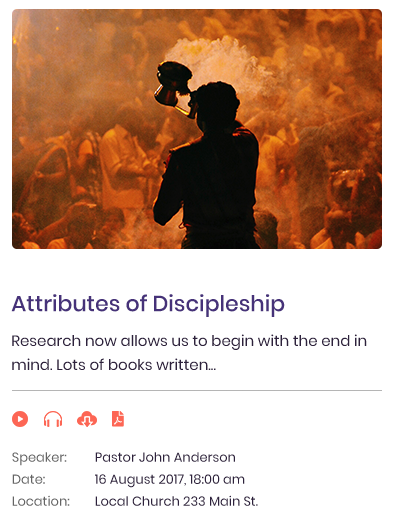 Attributes of Discipleship
Research now allows us to begin with the end in
mind. Lots of books written...
Speaker: Pastor John Anderson
Date: 16 August 2017, 18:00 am
Location: Local Church 233 Main St.